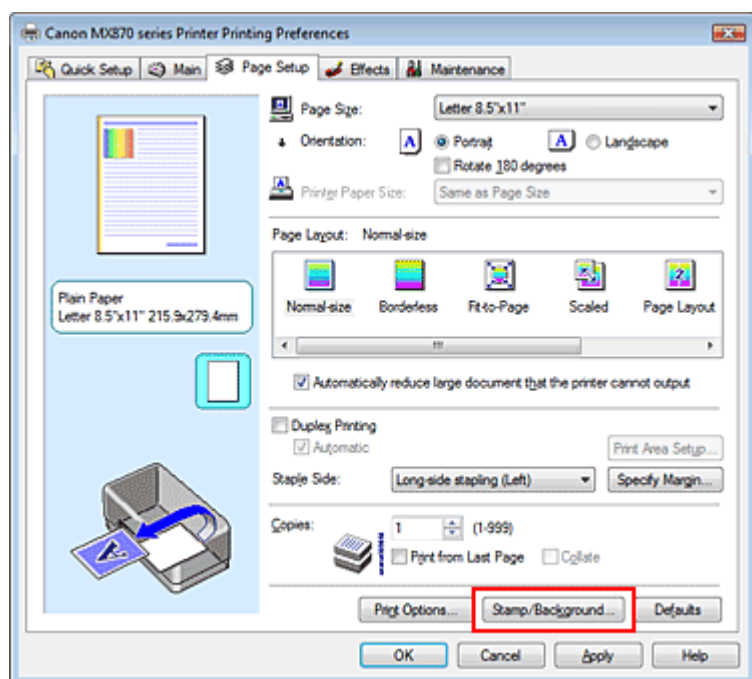 Canon MX870 series Printer Printing Preferences
Quick Setup Main Page Setup Effects Maintenance
Page Size: Letter 8.5"x11"
Orientation: A Portrait A Landscape
Rotate 180 degrees
Printer Paper Size: Same as Page Size
Page Layout: Normal-size
Normal-size Borderless Fit-to-Page Scaled Page Layout
Plain Paper
Letter 8.5"x11" 215.9x279.4mm
Automatically reduce large document that the printer cannot output
Duplex Printing
Automatic Print Area Setup...
Staple Side: Long-side stapling (Left) Specify Margin...
Copies: 1 (1-999)
Print from Last Page Collate
Print Options... Stamp/Background... Defaults
OK Cancel Apply Help